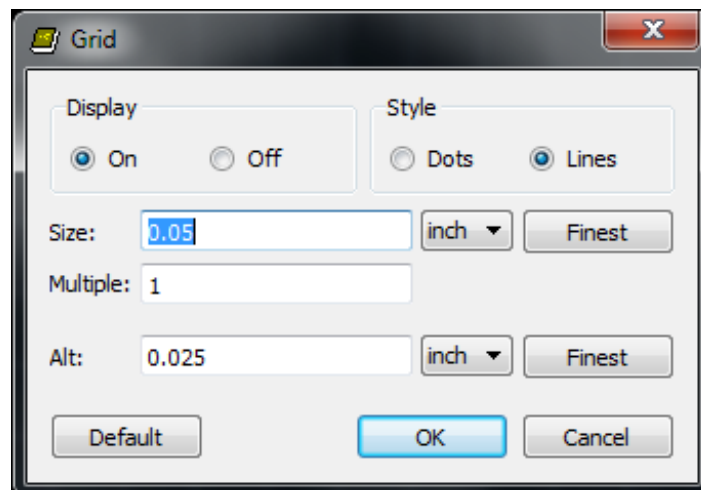 Grid
Display
Style
On
Off
Dots
Lines
Size: 0.05 inch Finest
Multiple: 1
Alt: 0.025 inch Finest
Default OK Cancel